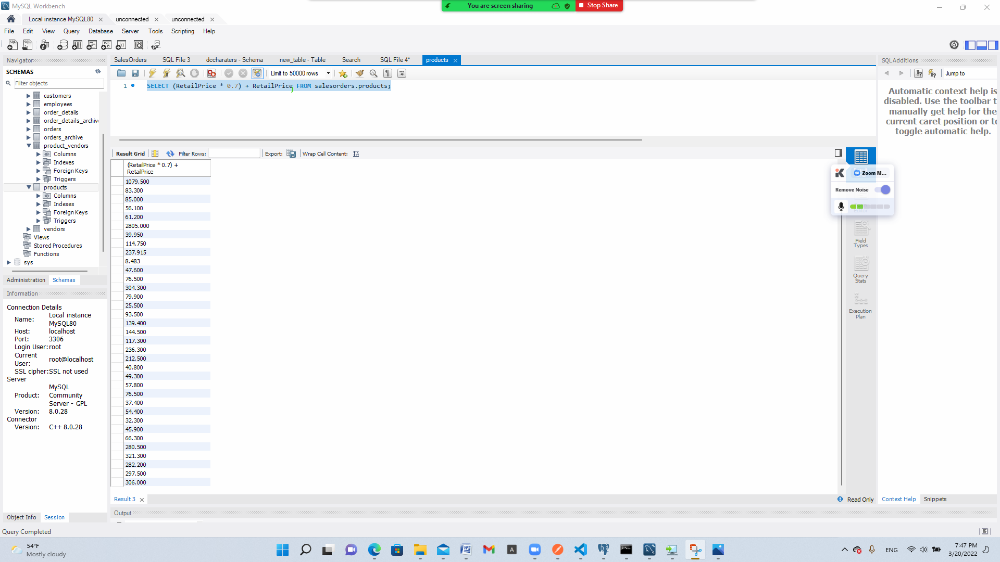 MySQL Workbench
You are screen sharing
Stop Share
Local instance MySQL80
unconnected
unconnected
File Edit View Query Database Server Tools Scripting Help
Navigator
SCHEMAS
Filter objects
customers
employees
order_details
order_details_archiv
orders
orders_archive
product_vendors
Columns
Indexes
Foreign Keys
Triggers
products
Columns
Indexes
Foreign Keys
Triggers
vendors
Views
Stored Procedures
Functions
sys
Administration Schemas
Information
Connection Details
Name: Local instance MySQL80
Host: localhost
Port: 3306
Login User: root
Current User: root@localhost
SSL cipher: SSL not used
Server
Product: MySQL Community Server - GPL
Version: 8.0.28
Connector
Version: C++ 8.0.28
Object Info Session
Query Completed
SalesOrders SQL File 3 dccharaters - Schema new_table - Table Search SQL File 4* products
Limit to 50000 rows
1 SELECT (RetailPrice * 0.7) + RetailPrice FROM salesorders.products;
Result Grid Filter Rows: Export: Wrap Cell Content:
(RetailPrice * 0.7) +
RetailPrice
1079.500
83.300
85.000
56.100
61.200
2805.000
39.950
114.750
237.915
8.483
47.600
76.500
304.300
79.900
25.500
93.500
139.400
144.500
117.300
236.300
212.500
40.800
49.300
57.800
76.500
37.400
54.400
32.300
45.900
66.300
280.500
321.300
282.200
297.500
306.000
Result 3
Read Only
Output
Zoom M...
Remove Noise
Field
Types
Query
Stats
Execution
Plan
SQLAdditions
Jump to
Automatic context help is
disabled. Use the toolbar t
manually get help for the
current caret position or to
toggle automatic help.
Context Help Snippets
54°F
Mostly cloudy
ENG
7:47 PM
3/20/2022